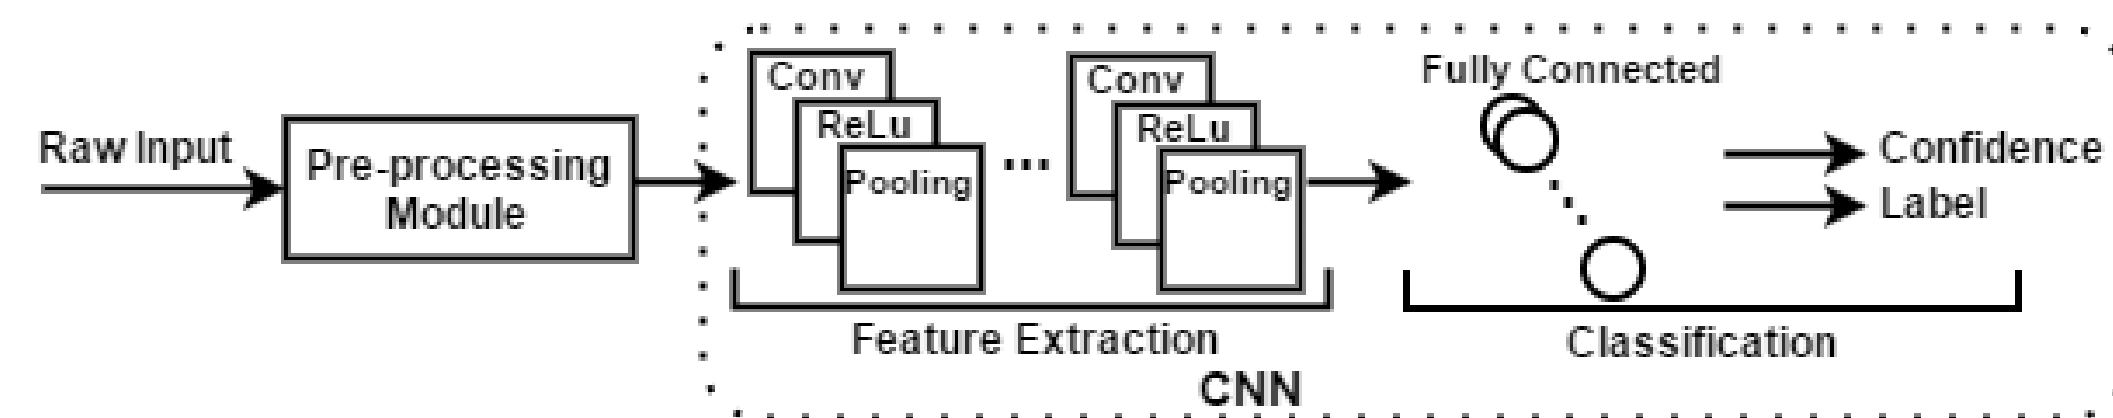 Raw Input
Pre-processing
Module
Conv
ReLu
Pooling
...
Conv
ReLu
Pooling
Fully Connected
Confidence
Label
Feature Extraction
Classification
CNN